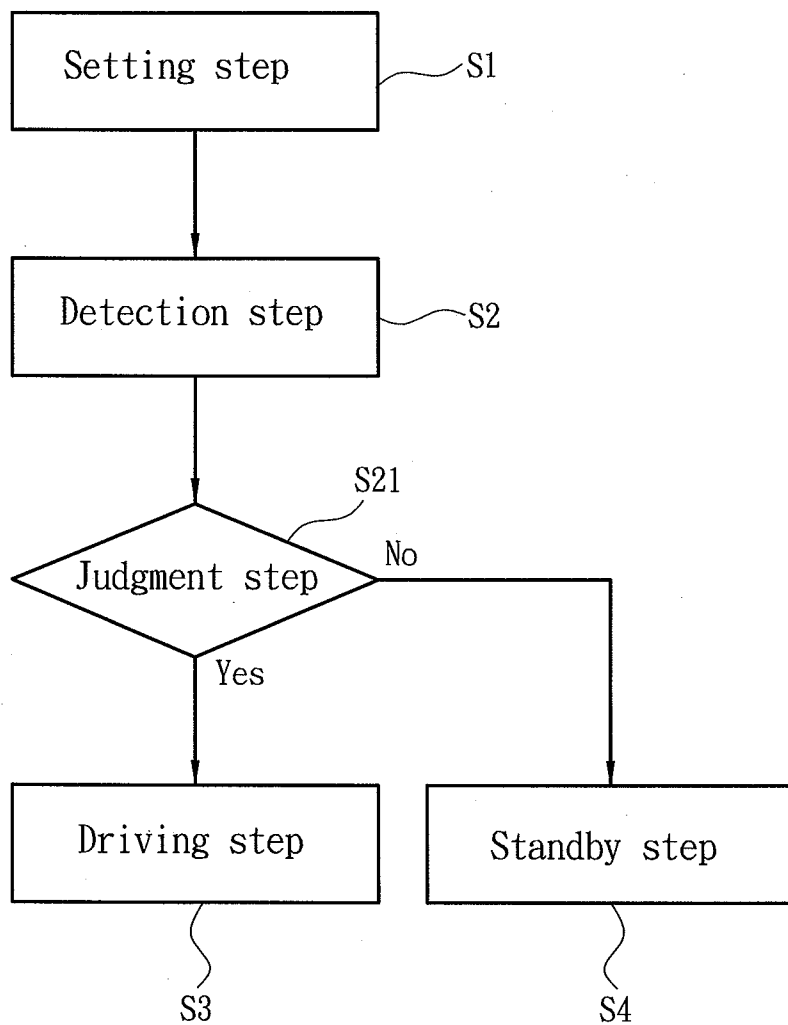 Setting step
S1
Detection step
S2
S21
Judgment step
No
Yes
Driving step
Standby step
S3
S4